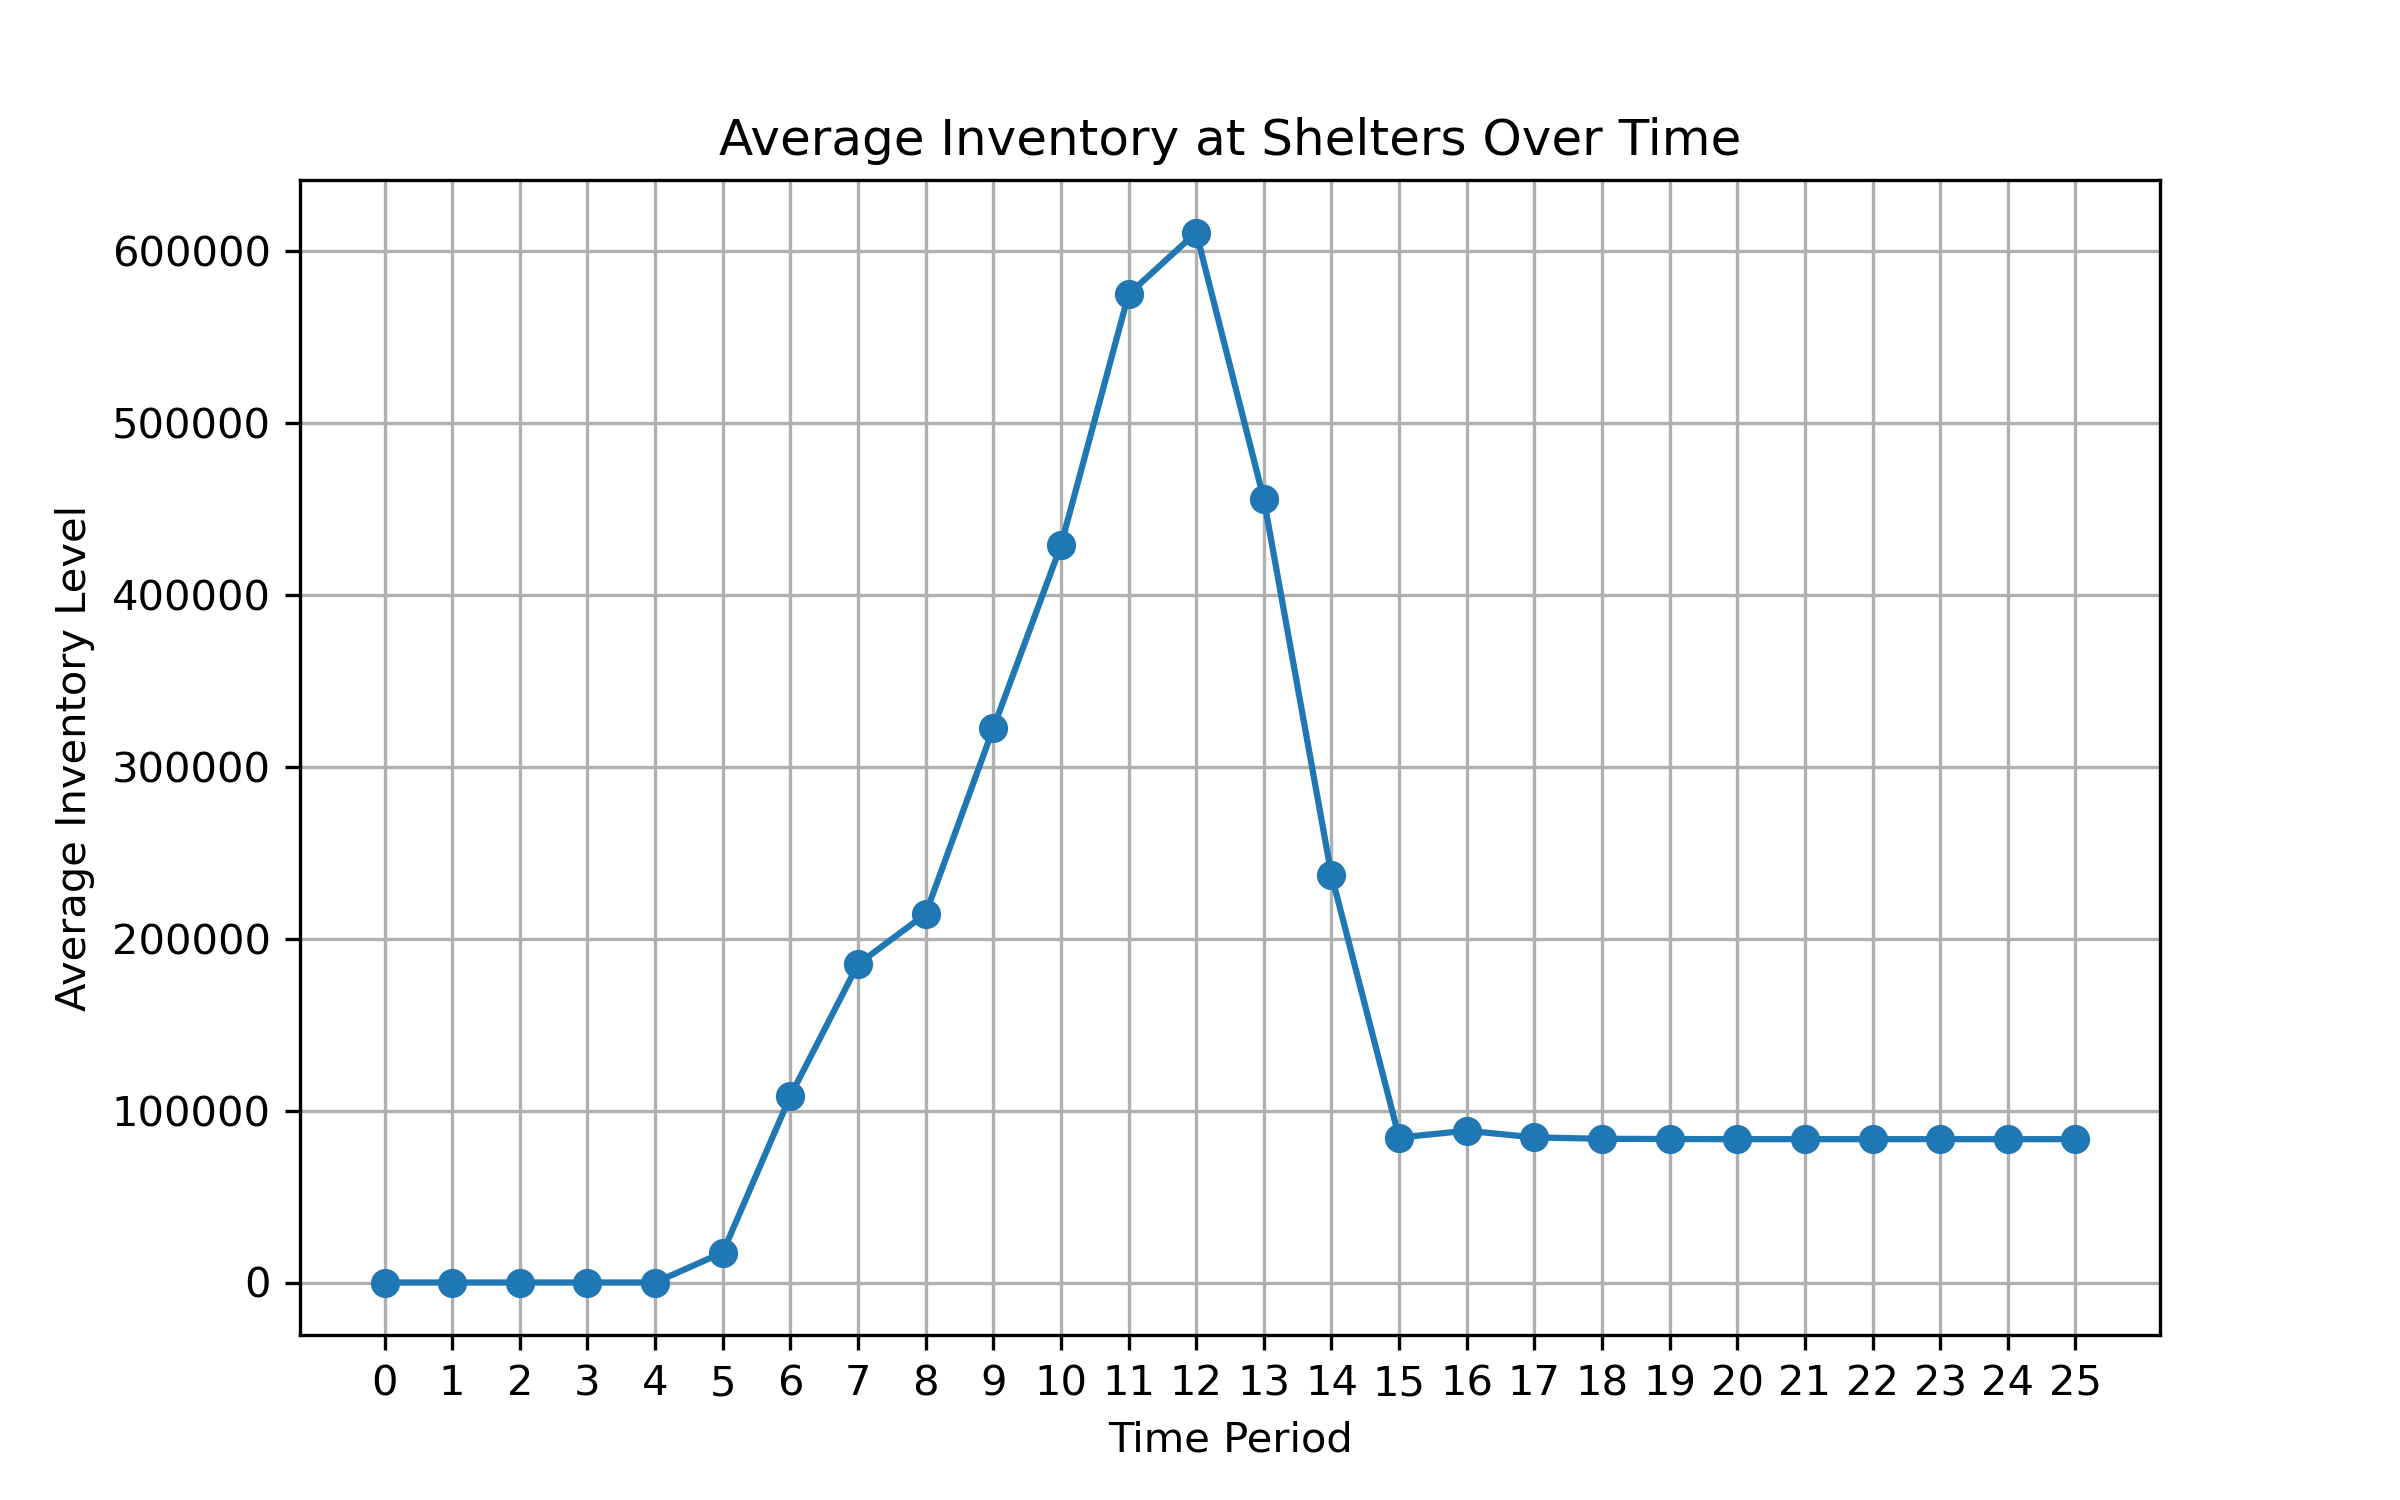 Average Inventory at Shelters Over Time
Average Inventory Level
600000
500000
400000
300000
200000
100000
0
0 1 2 3 4 5 6 7 8 9 10 11 12 13 14 15 16 17 18 19 20 21 22 23 24 25
Time Period